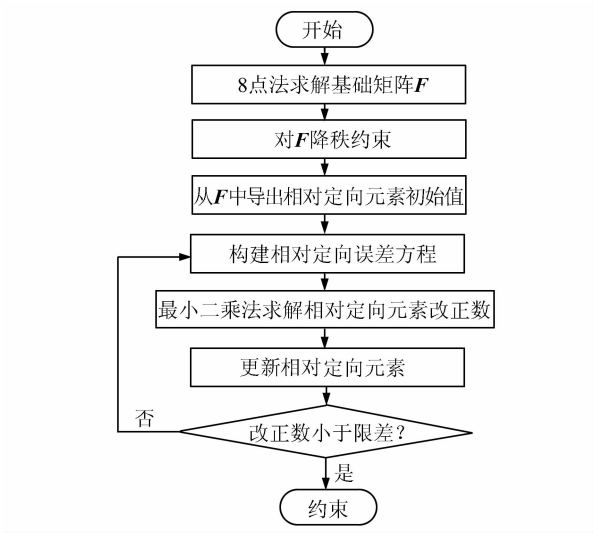 开始
8点法求解基础矩阵F
对F降秩约束
从F中导出相对定向元素初始值
构建相对定向误差方程
最小二乘法求解相对定向元素改正数
更新相对定向元素
改正数小于限差?
否
是
约束